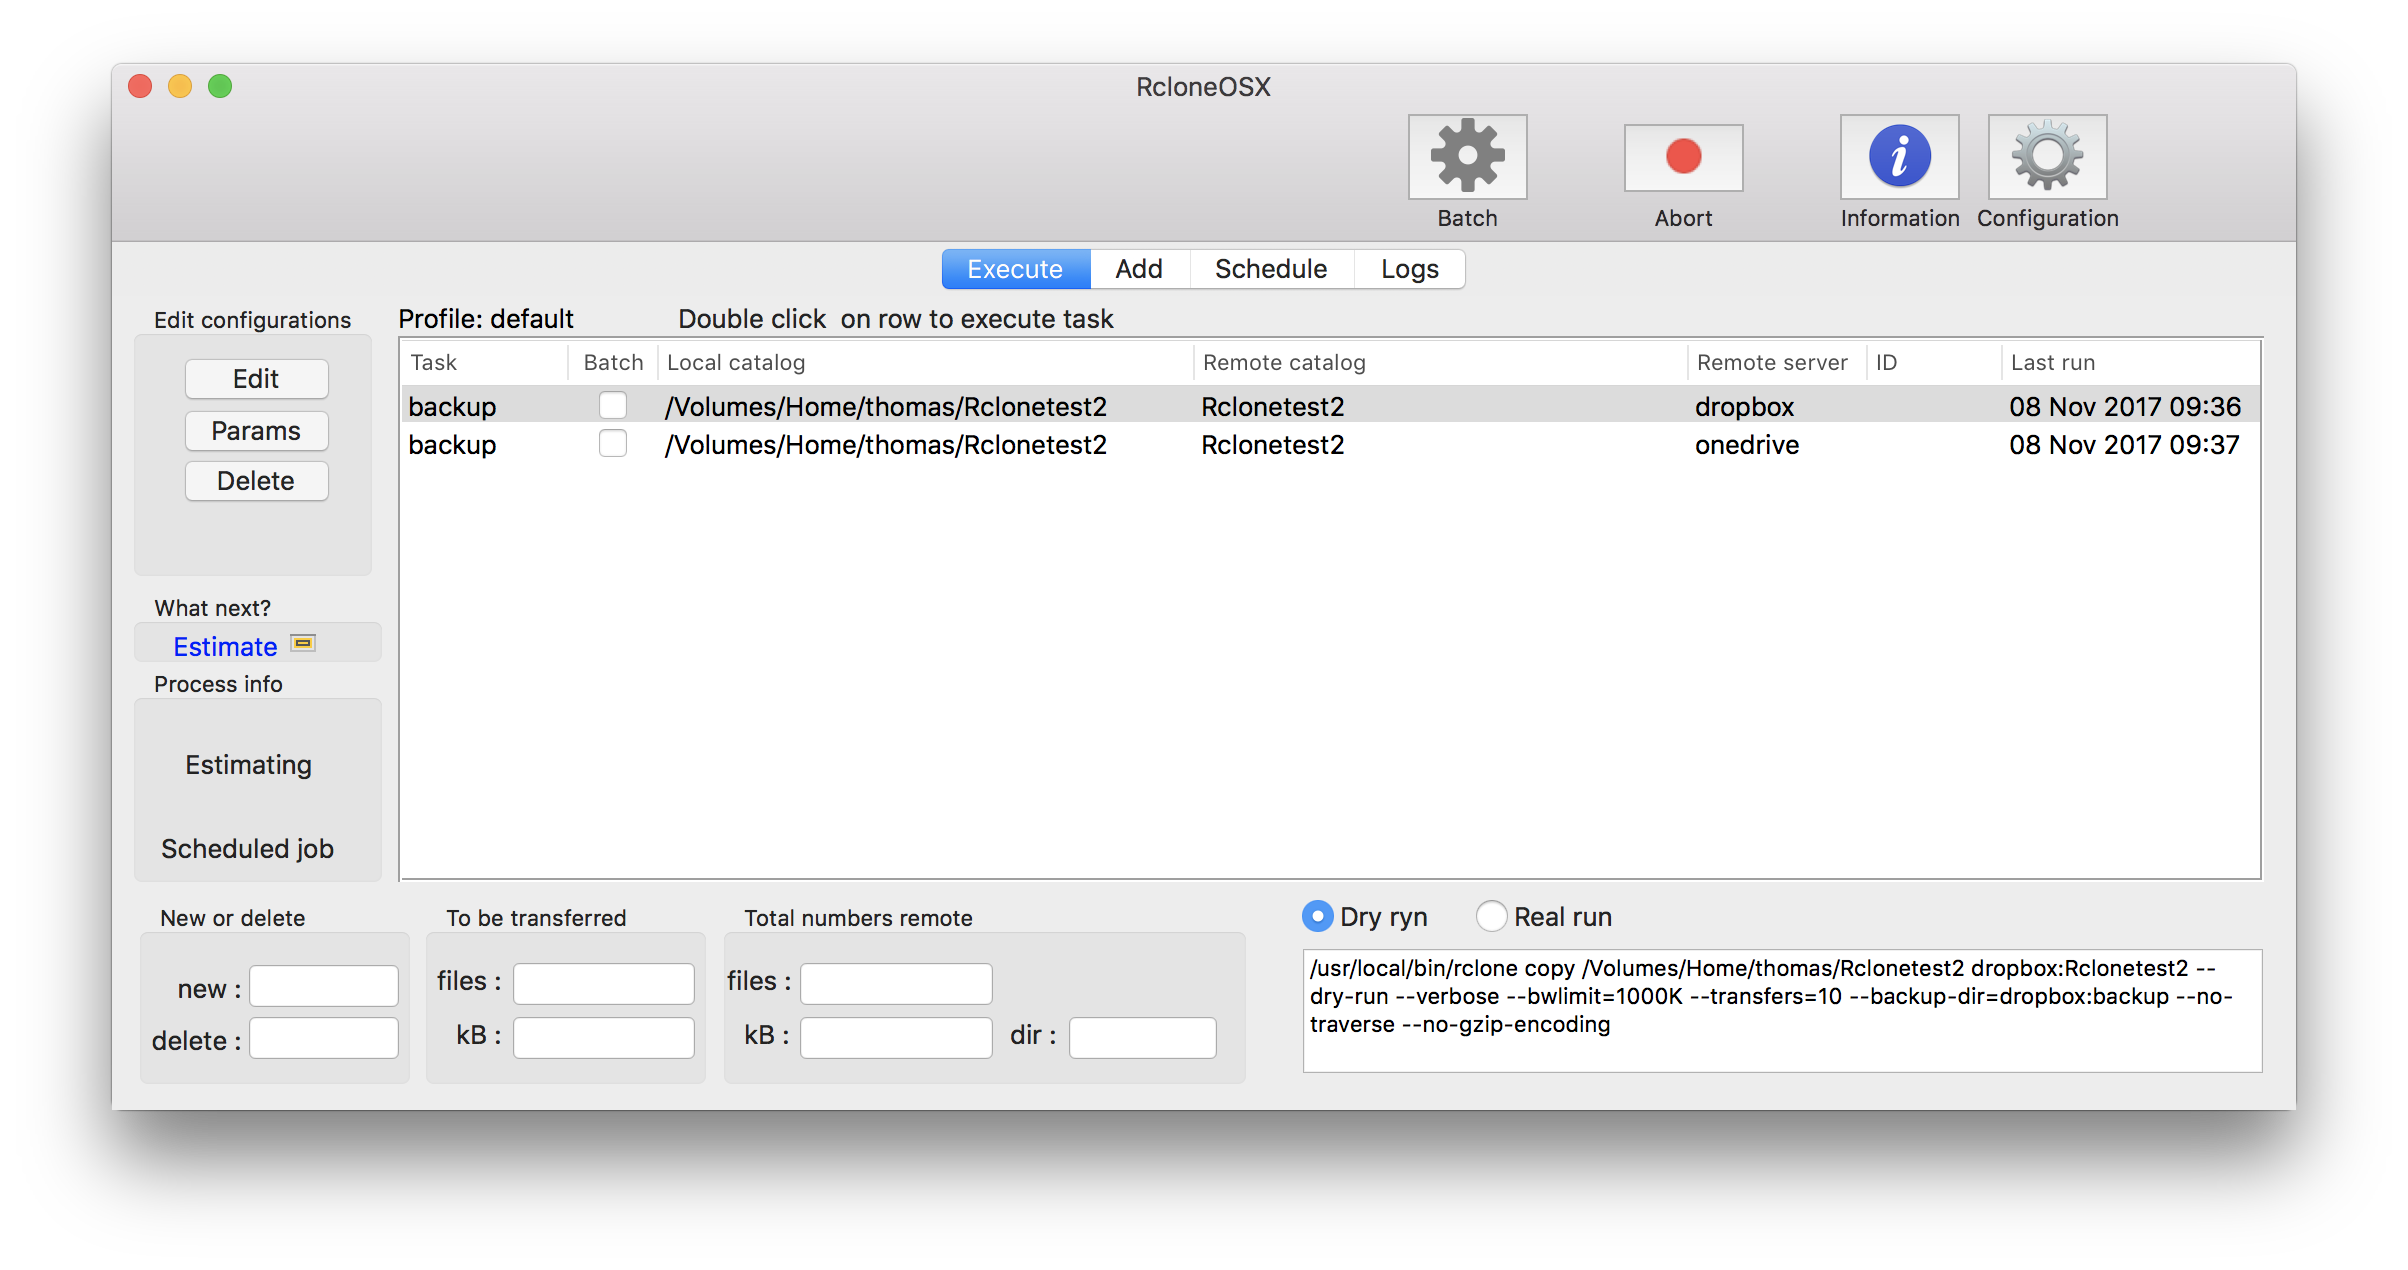 RcloneOSX
Batch
Abort
Information
Configuration
Execute
Add
Schedule
Logs
Edit configurations
Profile: default
Double click  on row to execute task
Edit
Params
Delete
Task Batch Local catalog Remote catalog Remote server ID Last run
backup /Volumes/Home/thomas/Rclonetest2 Rclonetest2 dropbox 08 Nov 2017 09:36
backup /Volumes/Home/thomas/Rclonetest2 Rclonetest2 onedrive 08 Nov 2017 09:37
What next?
Estimate
Process info
Estimating
Scheduled job
New or delete
new :
delete :
To be transferred
files :
kB :
Total numbers remote
files :
kB :
dir :
Dry ryn
Real run
/usr/local/bin/rclone copy /Volumes/Home/thomas/Rclonetest2 dropbox:Rclonetest2 --
dry-run --verbose --bwlimit=1000K --transfers=10 --backup-dir=dropbox:backup --no-
traverse --no-gzip-encoding